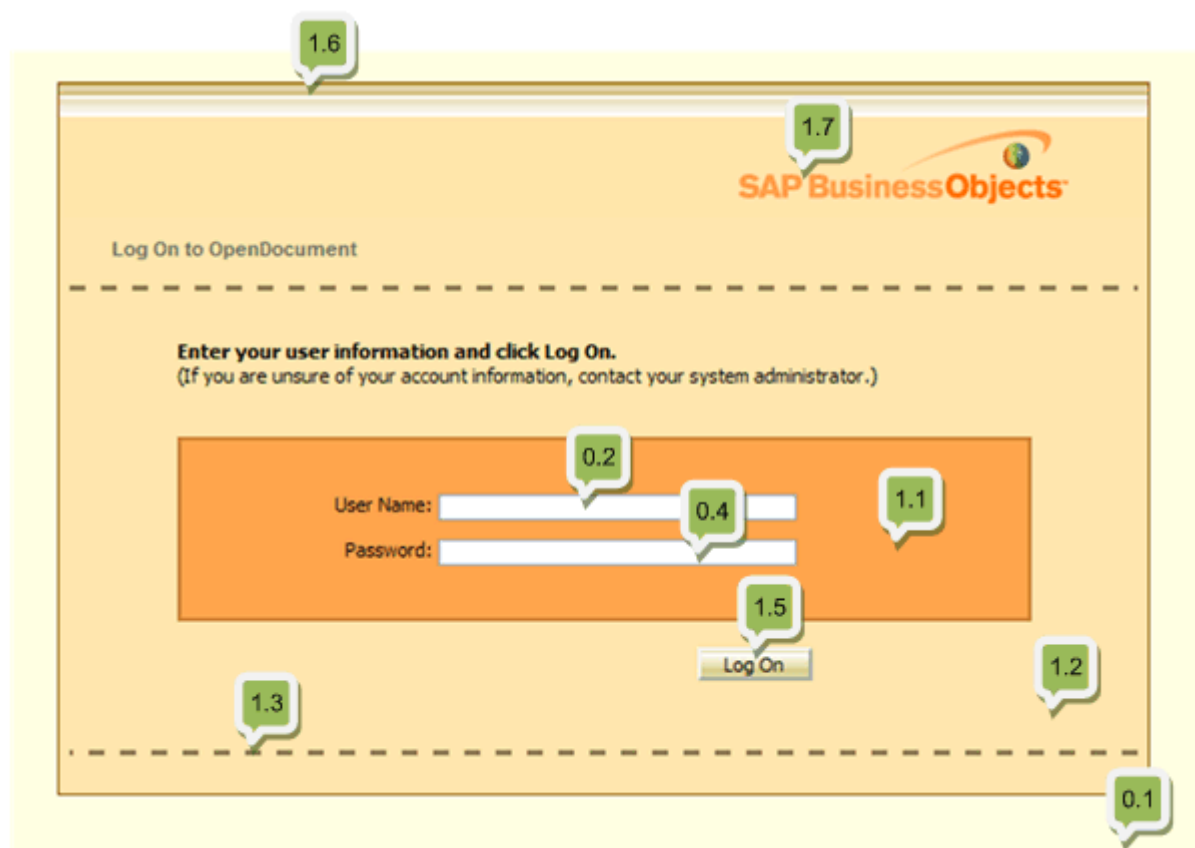 1.6
1.7
SAP BusinessObjects™
Log On to OpenDocument
Enter your user information and click Log On.
(If you are unsure of your account information, contact your system administrator.)
0.2
User Name:
0.4
1.1
Password:
1.5
Log On
1.2
1.3
0.1